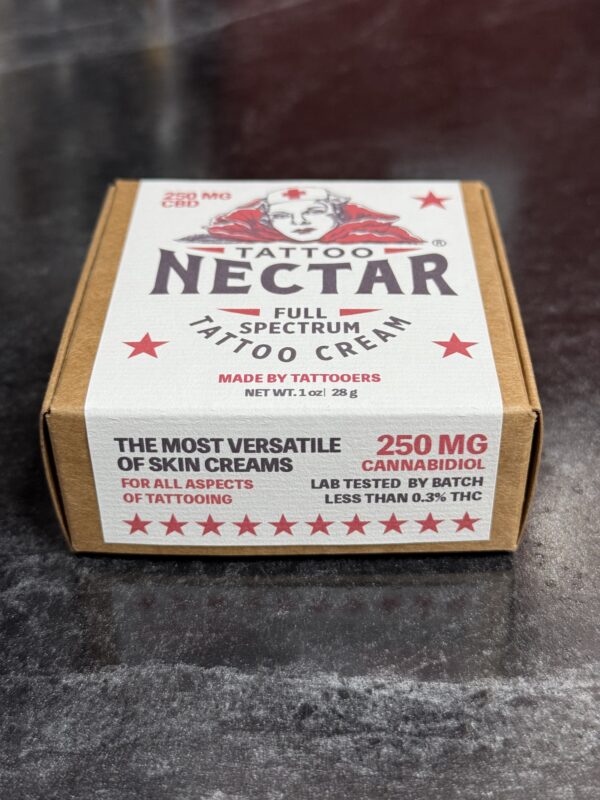 250 MG
CBD
TATTOO
®
NECTAR
FULL
SPECTRUM
TATTOO CREAM
MADE BY TATTOOERS
NET WT. 1 oz| 28 g
THE MOST VERSATILE
OF SKIN CREAMS
FOR ALL ASPECTS
OF TATTOOING
250 MG
CANNABIDIOL
LAB TESTED BY BATCH
LESS THAN 0.3% THC